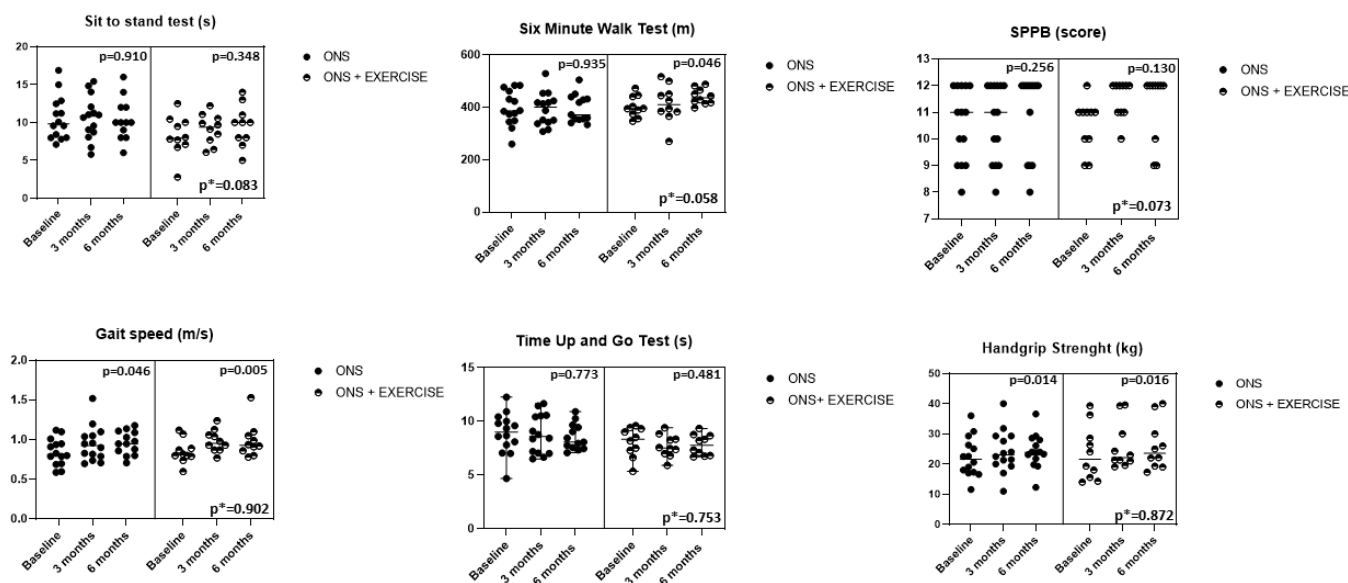 Sit to stand test (s)
20
15
10
5
0
p=0.910
p=0.348
p*=0.083
Baseline
3 months
6 months
Baseline
3 months
6 months
ONS
ONS + EXERCISE
Six Minute Walk Test (m)
600
400
200
0
p=0.935
p=0.046
p*=0.058
Baseline
3 months
6 months
Baseline
3 months
6 months
ONS
ONS + EXERCISE
SPPB (score)
13
12
11
10
9
8
7
p=0.256
p=0.130
p*=0.073
Baseline
3 months
6 months
Baseline
3 months
6 months
ONS
ONS + EXERCISE
Gait speed (m/s)
2.0
1.5
1.0
0.5
0.0
p=0.046
p=0.005
p*=0.902
Baseline
3 months
6 months
Baseline
3 months
6 months
ONS
ONS + EXERCISE
Time Up and Go Test (s)
15
10
5
0
p=0.773
p=0.481
p*=0.753
Baseline
3 months
6 months
Baseline
3 months
6 months
ONS
ONS+ EXERCISE
Handgrip Strenght (kg)
50
40
30
20
10
0
p=0.014
p=0.016
p*=0.872
Baseline
3 months
6 months
Baseline
3 months
6 months
ONS
ONS + EXERCISE